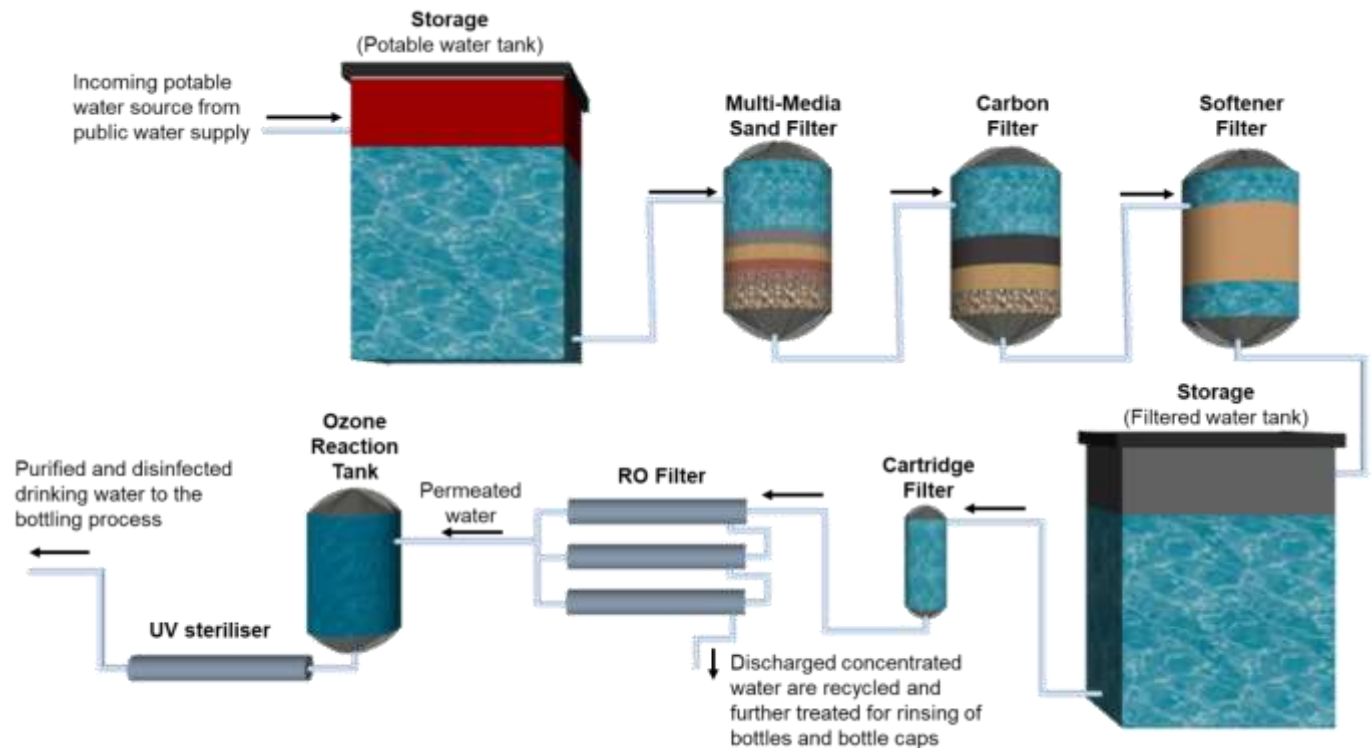 Storage
(Potable water tank)
Incoming potable
water source from
public water supply
Multi-Media
Sand Filter
Carbon
Filter
Softener
Filter
Storage
(Filtered water tank)
Cartridge
Filter
RO Filter
Discharged concentrated
water are recycled and
further treated for rinsing of
bottles and bottle caps
Permeated
water
Ozone
Reaction
Tank
UV steriliser
Purified and disinfected
drinking water to the
bottling process